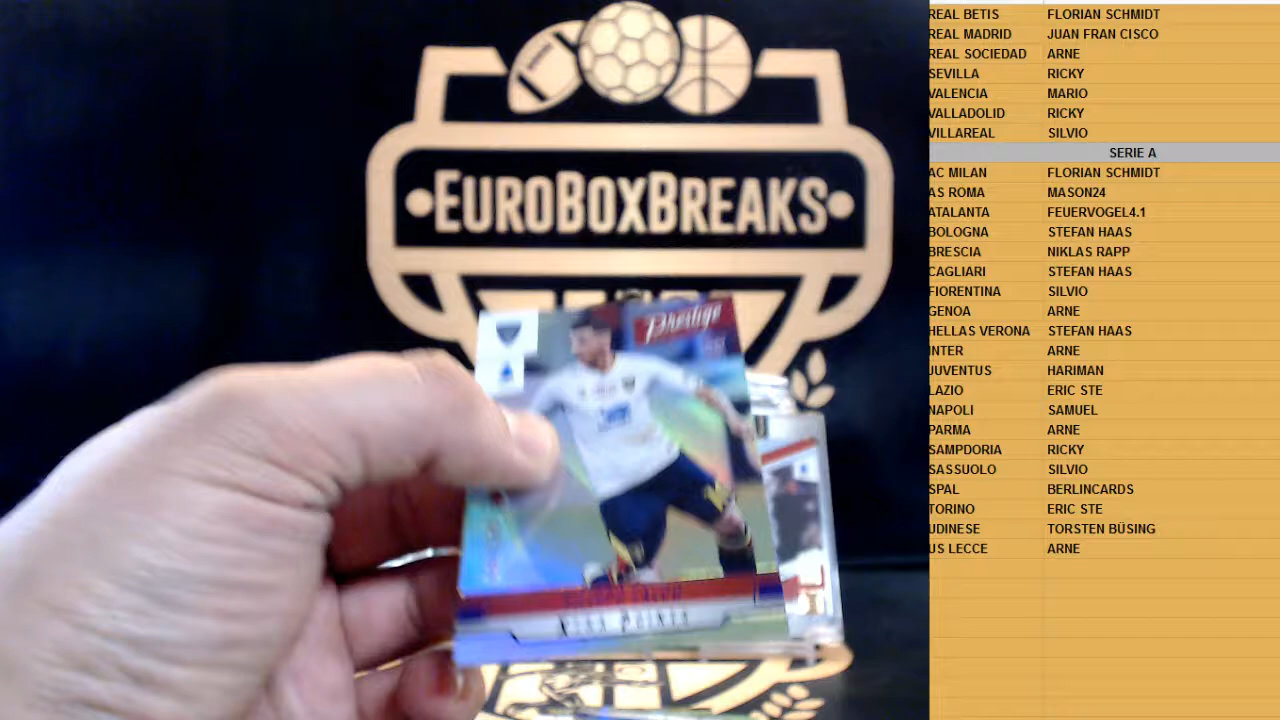 EUROBOXBREAKS
Prestige
REAL BETIS FLORIAN SCHMIDT
REAL MADRID JUAN FRAN CISCO
REAL SOCIEDAD ARNE
SEVILLA RICKY
VALENCIA MARIO
VALLADOLID RICKY
VILLAREAL SILVIO
SERIE A
AC MILAN FLORIAN SCHMIDT
AS ROMA MASON24
ATALANTA FEUERVOGEL4.1
BOLOGNA STEFAN HAAS
BRESCIA NIKLAS RAPP
CAGLIARI STEFAN HAAS
FIORENTINA SILVIO
GENOA ARNE
HELLAS VERONA STEFAN HAAS
INTER ARNE
JUVENTUS HARIMAN
LAZIO ERIC STE
NAPOLI SAMUEL
PARMA ARNE
SAMPDORIA RICKY
SASSUOLO SILVIO
SPAL BERLINCARDS
TORINO ERIC STE
UDINESE TORSTEN BÜSING
US LECCE ARNE